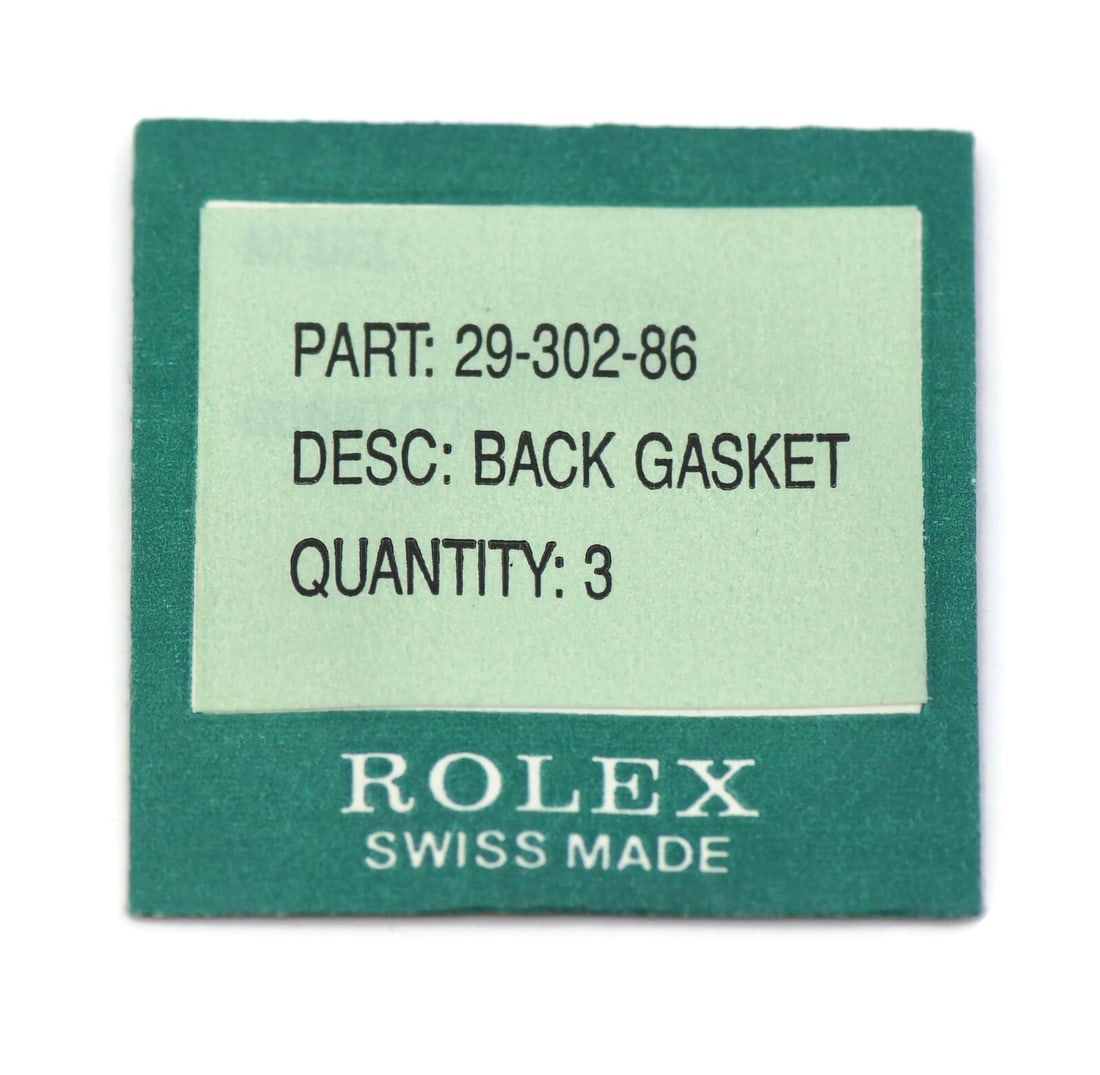 PART: 29-302-86
DESC: BACK GASKET
QUANTITY: 3
ROLEX
SWISS MADE